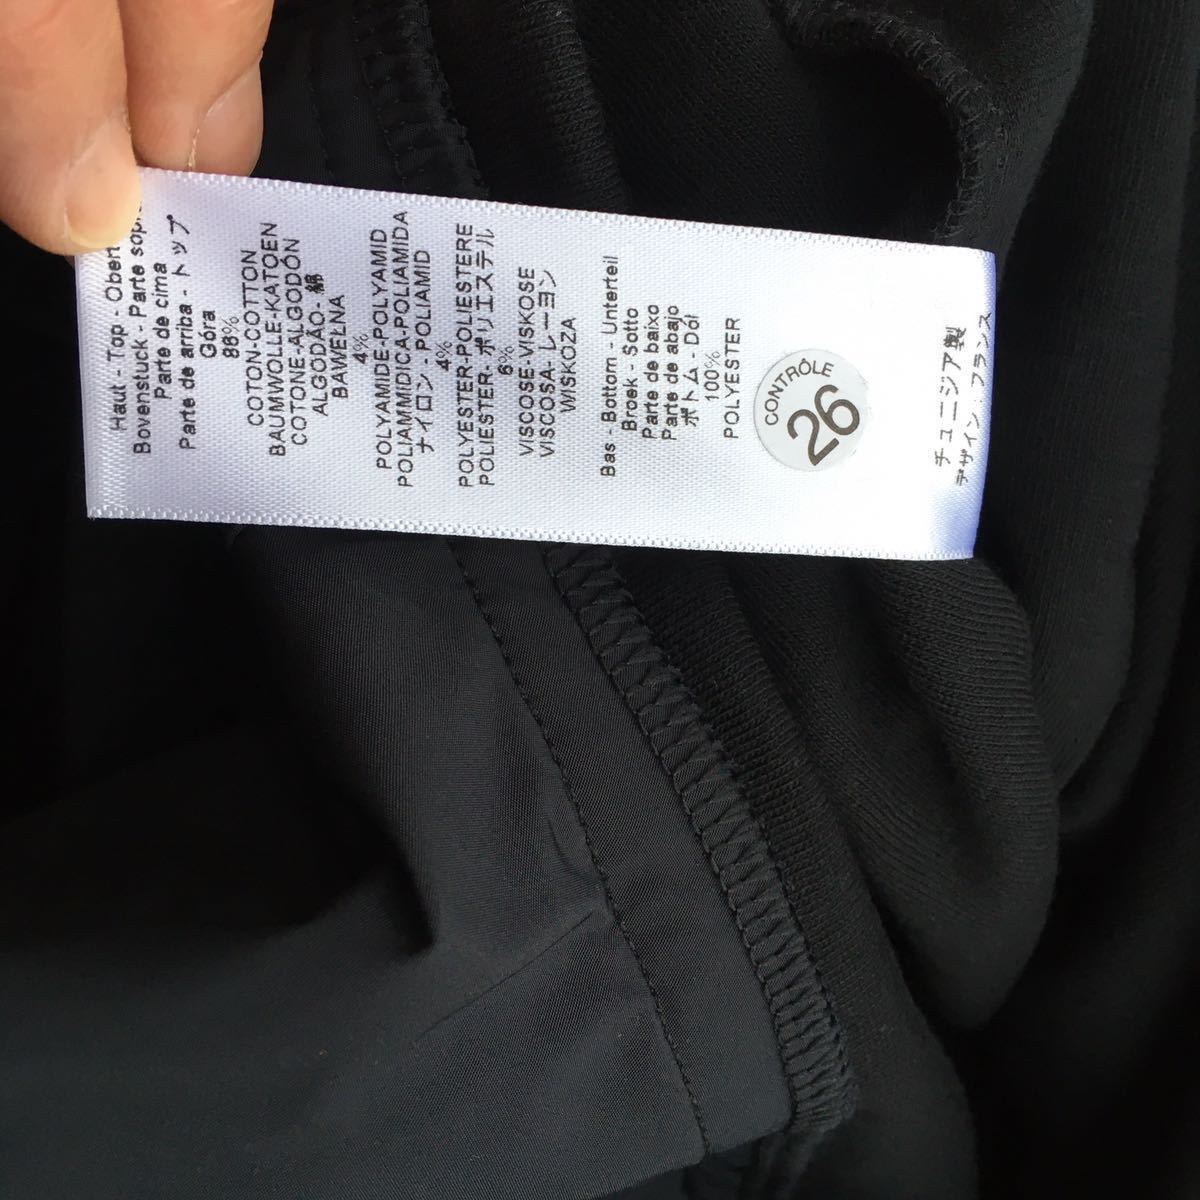 Haut - Top - Ober
Bovenstuck - Parte sopr
Parte de cima
Parte de arriba - トップ
Góra
88%
COTON-COTTON
BAUMWOLLE-KATOEN
COTONE-ALGODÓN
ALGODÃO- 綿
BAWEŁNA
4%
POLYAMIDE-POLYAMID
POLIAMMIDICA-POLIAMIDA
ナイロン - POLIAMID
4%
POLYESTER-POLIESTERE
POLIESTER- ポリエステル
6%
VISCOSE-VISKOSE
VISCOSA- レーヨン
WISKOZA
Bas - Bottom - Unterteil
Broek - Sotto
Parte de baixo
Parte de abajo
ボトム - Dól
100%
POLYESTER
CONTRÔLE
26
チュニジア製
デザイン:フランス